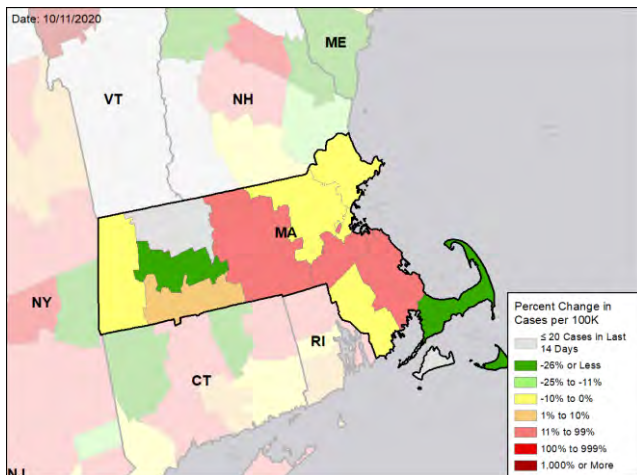 Date: 10/11/2020
ME
VT
NH
MA
NY
RI
CT
Percent Change in
Cases per 100K
≤ 20 Cases in Last
14 Days
-26% or Less
-25% to -11%
-10% to 0%
1% to 10%
11% to 99%
100% to 999%
1,000% or More